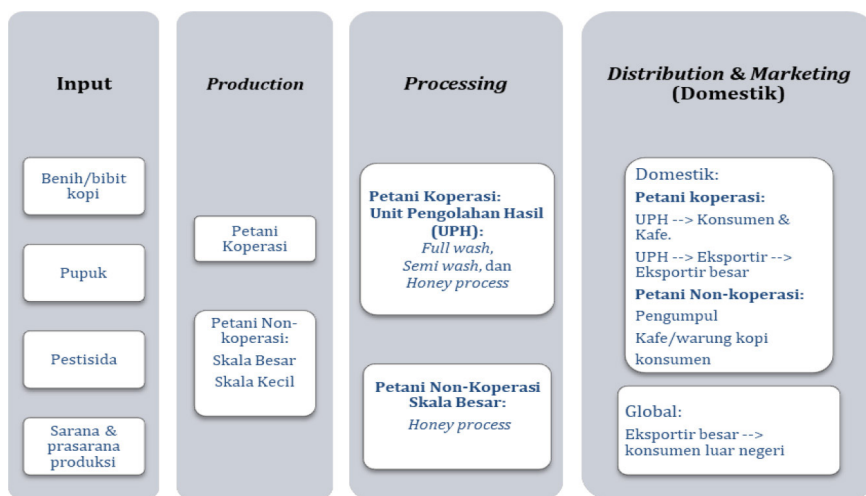 Input
Benih/bibit
kopi
Pupuk
Pestisida
Sarana &
prasarana
produksi
Production
Petani
Koperasi
Petani Non-
koperasi:
Skala Besar
Skala Kecil
Processing
Petani Koperasi:
Unit Pengolahan Hasil
(UPH):
Full wash,
Semi wash, dan
Honey process
Petani Non-Koperasi
Skala Besar:
Honey process
Distribution & Marketing
(Domestik)
Domestik:
Petani koperasi:
UPH --> Konsumen &
Kafe.
UPH --> Eksportir -->
Eksportir besar
Petani Non-koperasi:
Pengumpul
Kafe/warung kopi
konsumen
Global:
Eksportir besar -->
konsumen luar negeri